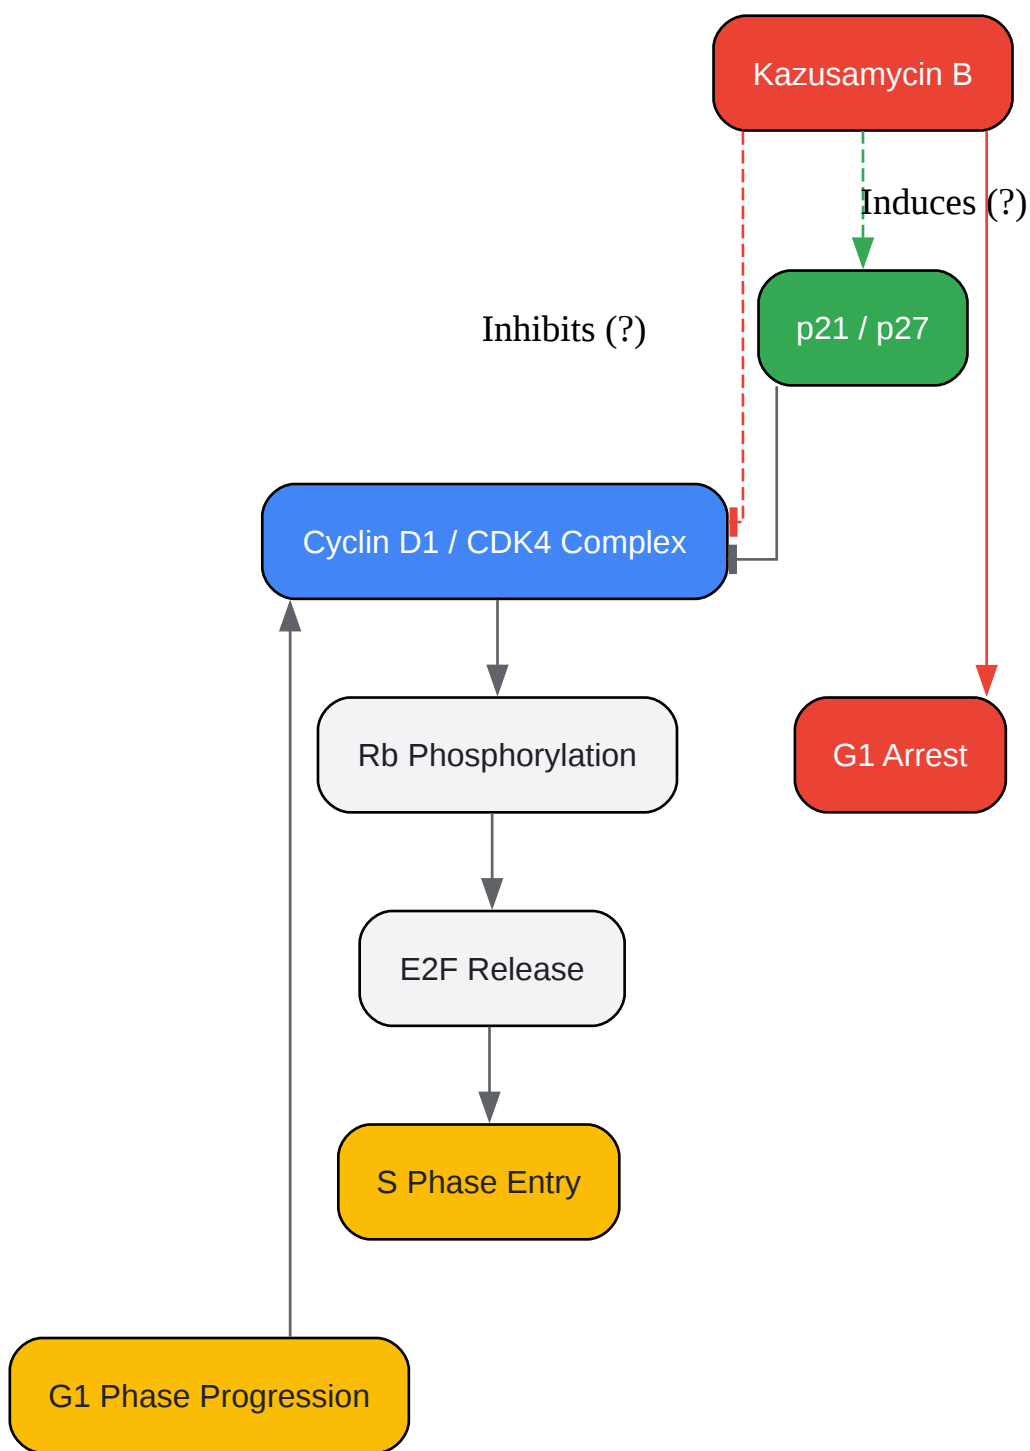 Kazusamycin B
Induces (?)
Inhibits (?)
p21 / p27
Cyclin D1 / CDK4 Complex
Rb Phosphorylation
G1 Arrest
E2F Release
S Phase Entry
G1 Phase Progression